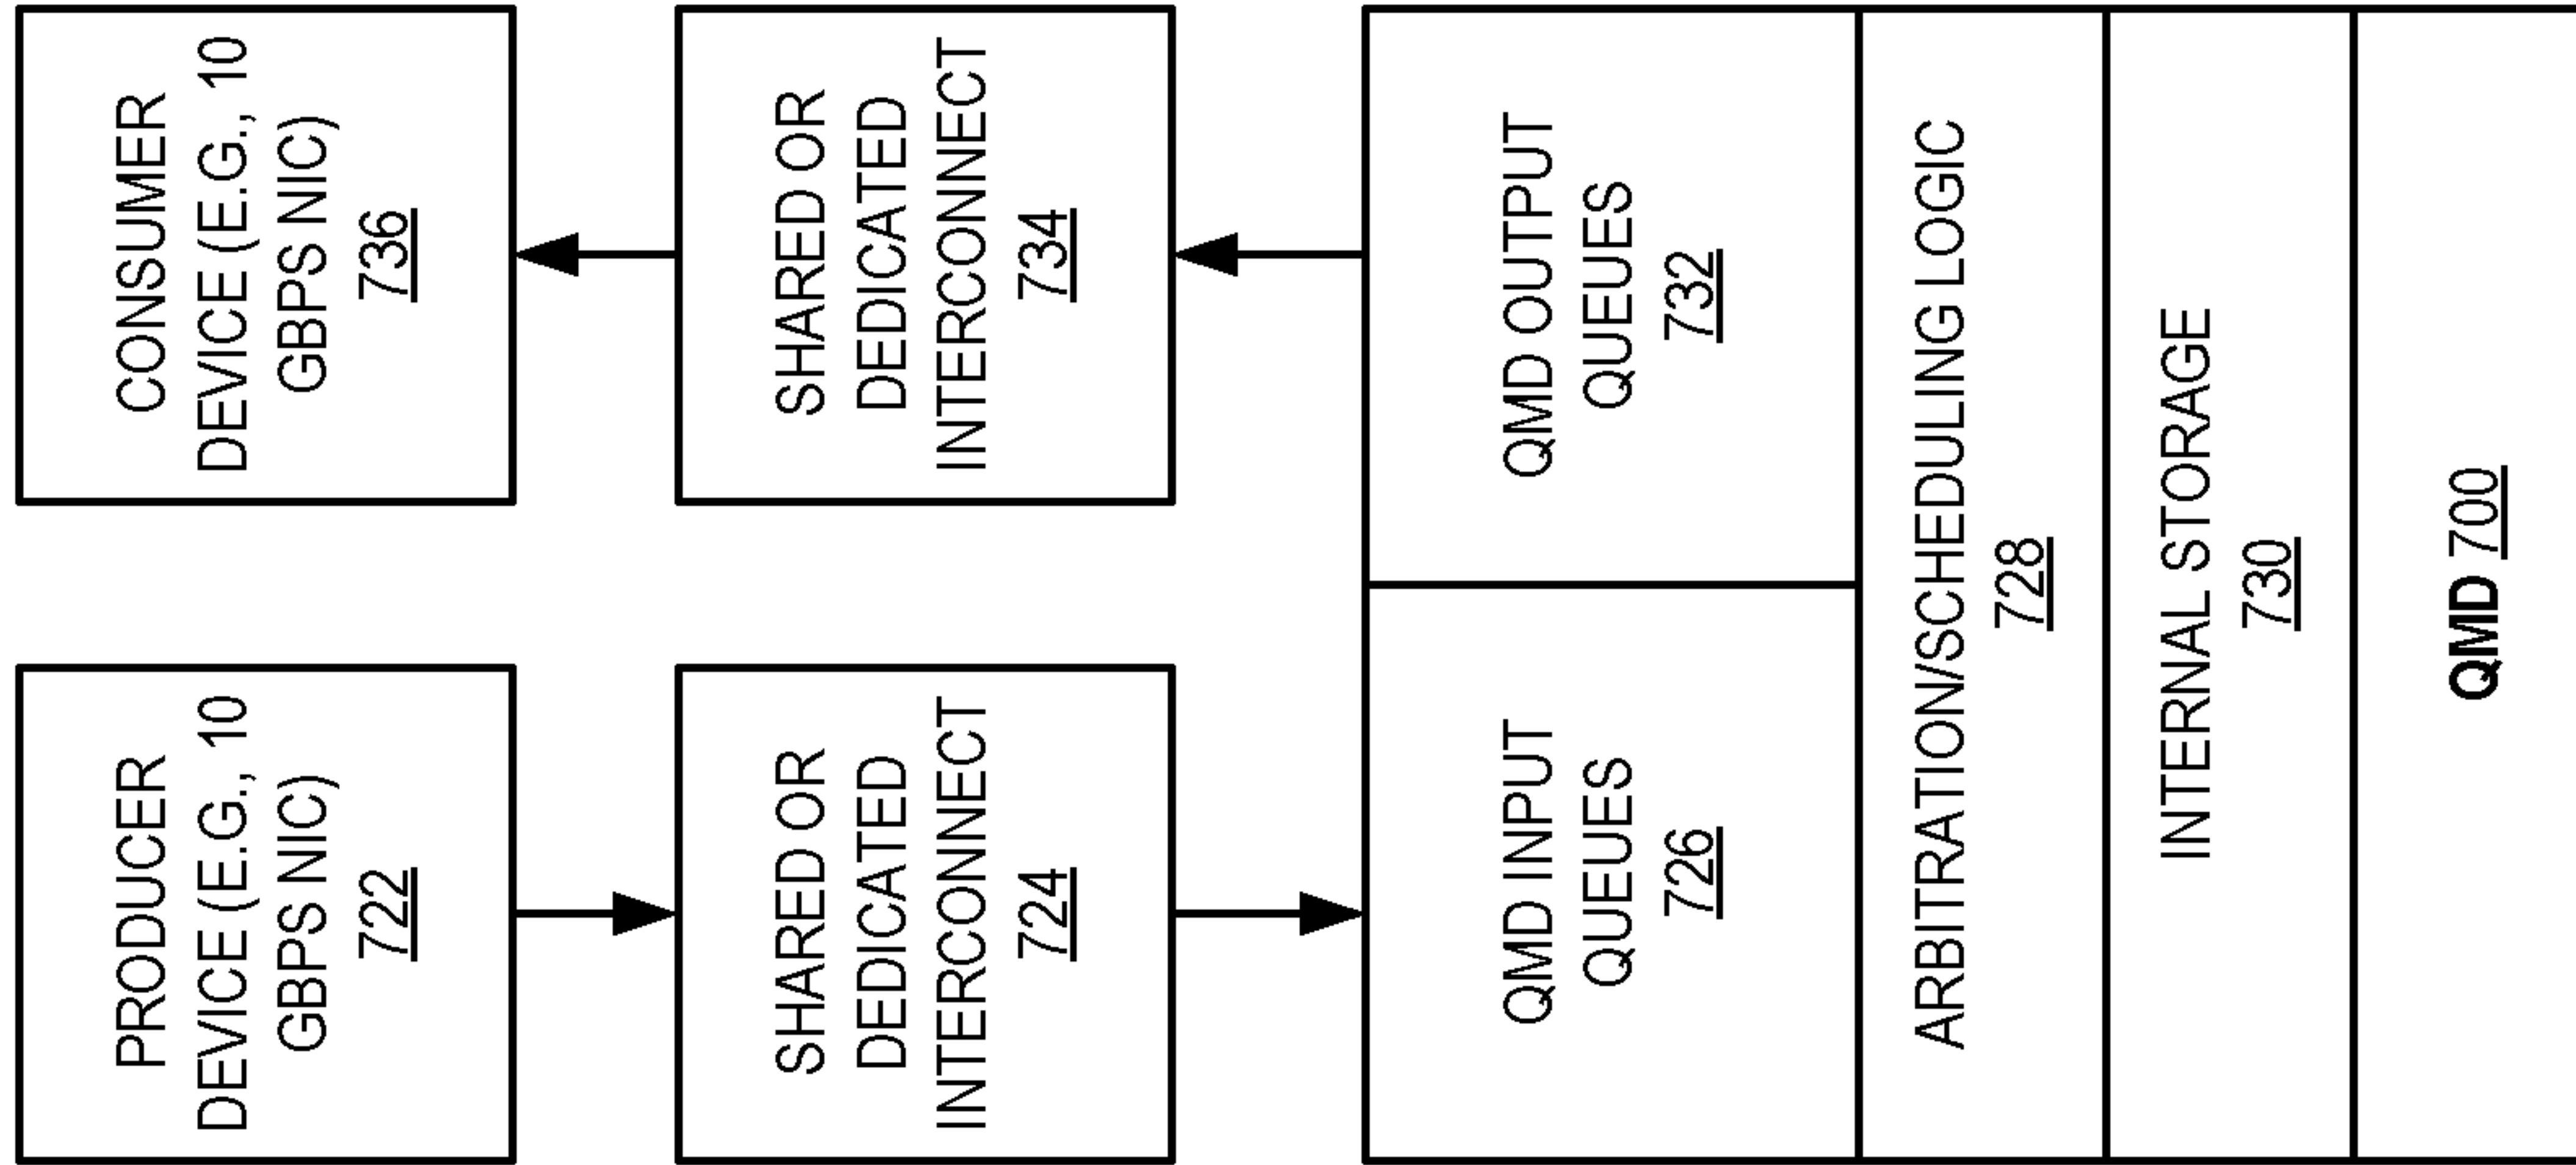 PRODUCER
DEVICE (E.G., 10
GBPS NIC)
722
SHARED OR
DEDICATED
INTERCONNECT
724
CONSUMER
DEVICE (E.G., 10
GBPS NIC)
736
SHARED OR
DEDICATED
INTERCONNECT
734
QMD INPUT
QUEUES
726
QMD OUTPUT
QUEUES
732
ARBITRATION/SCHEDULING LOGIC
728
INTERNAL STORAGE
730
QMD 700